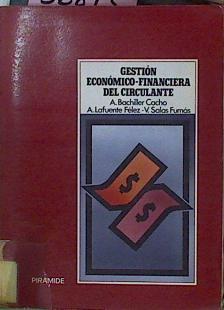 GESTIÓN
ECONÓMICO-FINANCIERA
DEL CIRCULANTE
A. Bachiller Cacho
A. Lafuente Félez - V. Salas Fumás
$
$
PIRAMIDE